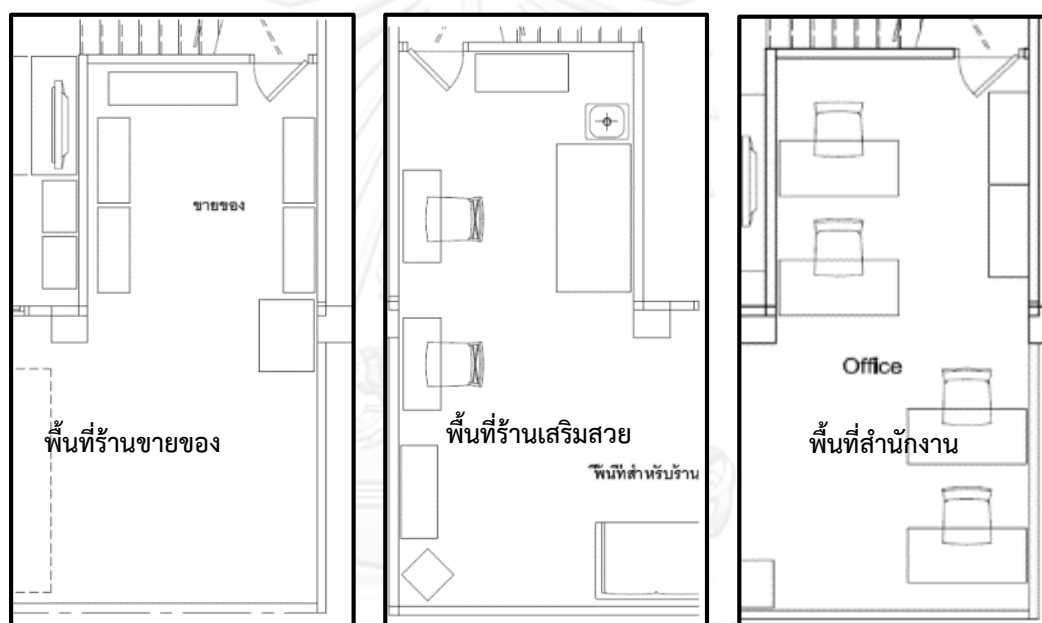 ขายของ
พื้นที่ร้านขายของ
พื้นที่ร้านเสริมสวย
พื้นที่สำหรับร้าน
Office
พื้นที่สำนักงาน